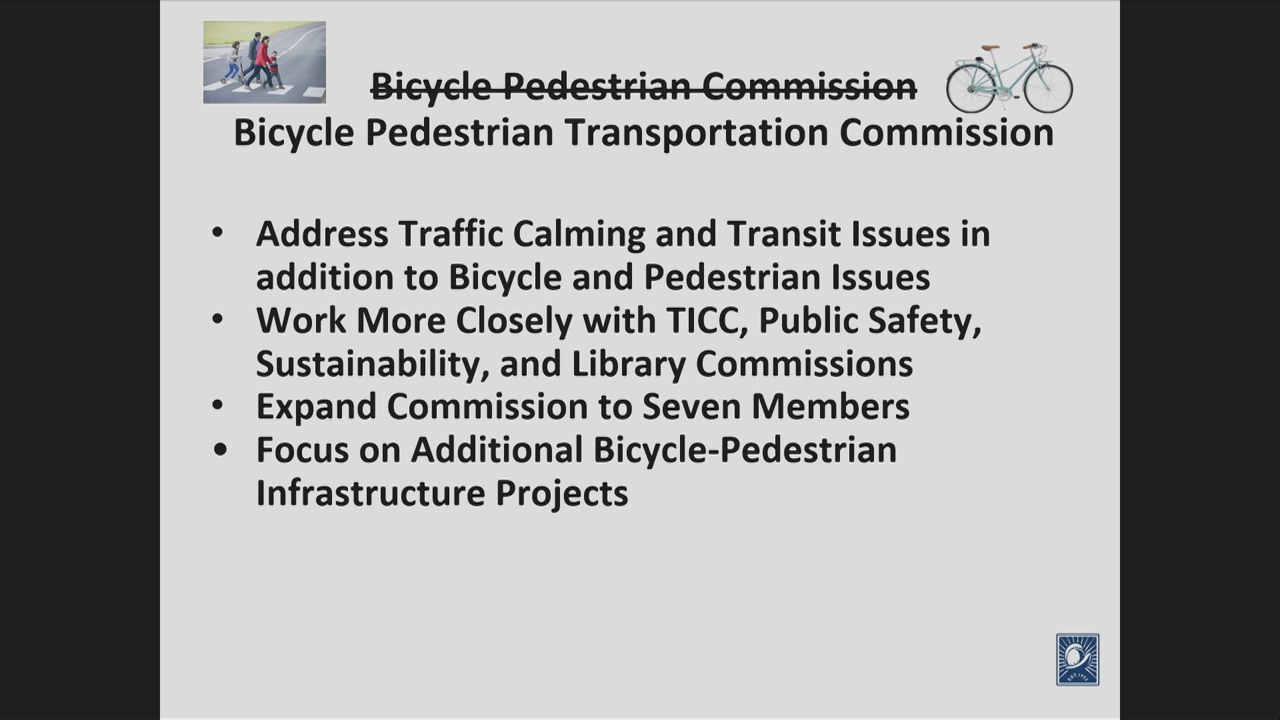 Bicycle Pedestrian Commission
Bicycle Pedestrian Transportation Commission
• Address Traffic Calming and Transit Issues in
addition to Bicycle and Pedestrian Issues
• Work More Closely with TICC, Public Safety,
Sustainability, and Library Commissions
• Expand Commission to Seven Members
• Focus on Additional Bicycle-Pedestrian
Infrastructure Projects